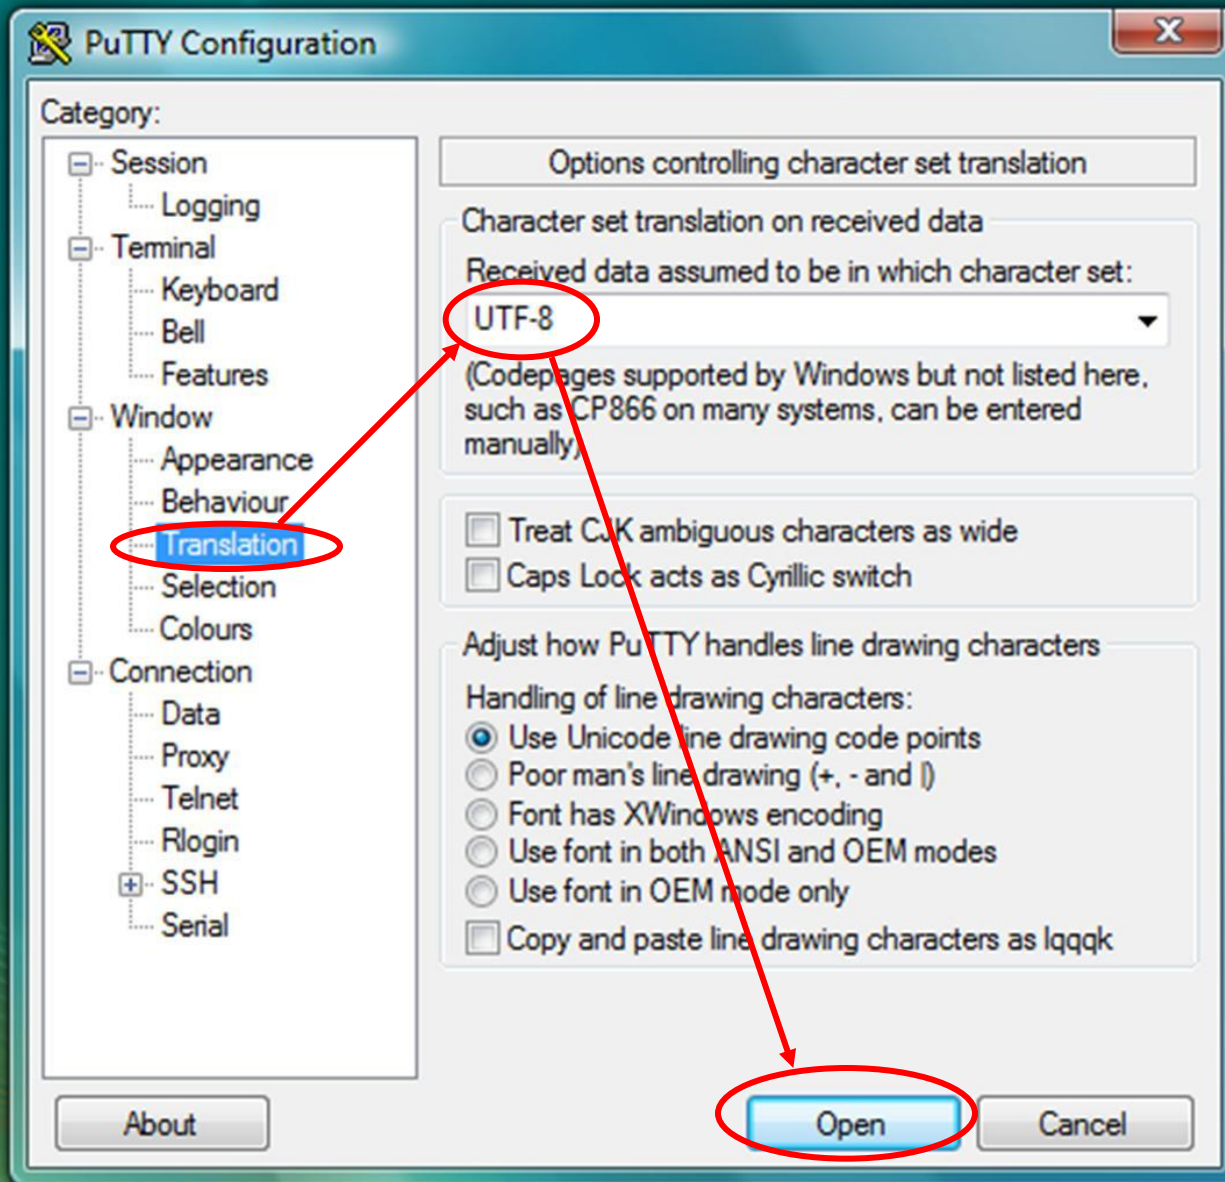 PuTTY Configuration
Category:
Session
Logging
Terminal
Keyboard
Bell
Features
Window
Appearance
Behaviour
Translation
Selection
Colours
Connection
Data
Proxy
Telnet
Rlogin
SSH
Serial
Options controlling character set translation
Character set translation on received data
Received data assumed to be in which character set:
UTF-8
(Codepages supported by Windows but not listed here,
such as CP866 on many systems, can be entered
manually)
Treat CJK ambiguous characters as wide
Caps Lock acts as Cyrillic switch
Adjust how PuTTY handles line drawing characters
Handling of line drawing characters:
Use Unicode line drawing code points
Poor man's line drawing (+, - and |)
Font has XWindows encoding
Use font in both ANSI and OEM modes
Use font in OEM mode only
Copy and paste line drawing characters as lqqqk
About
Open
Cancel